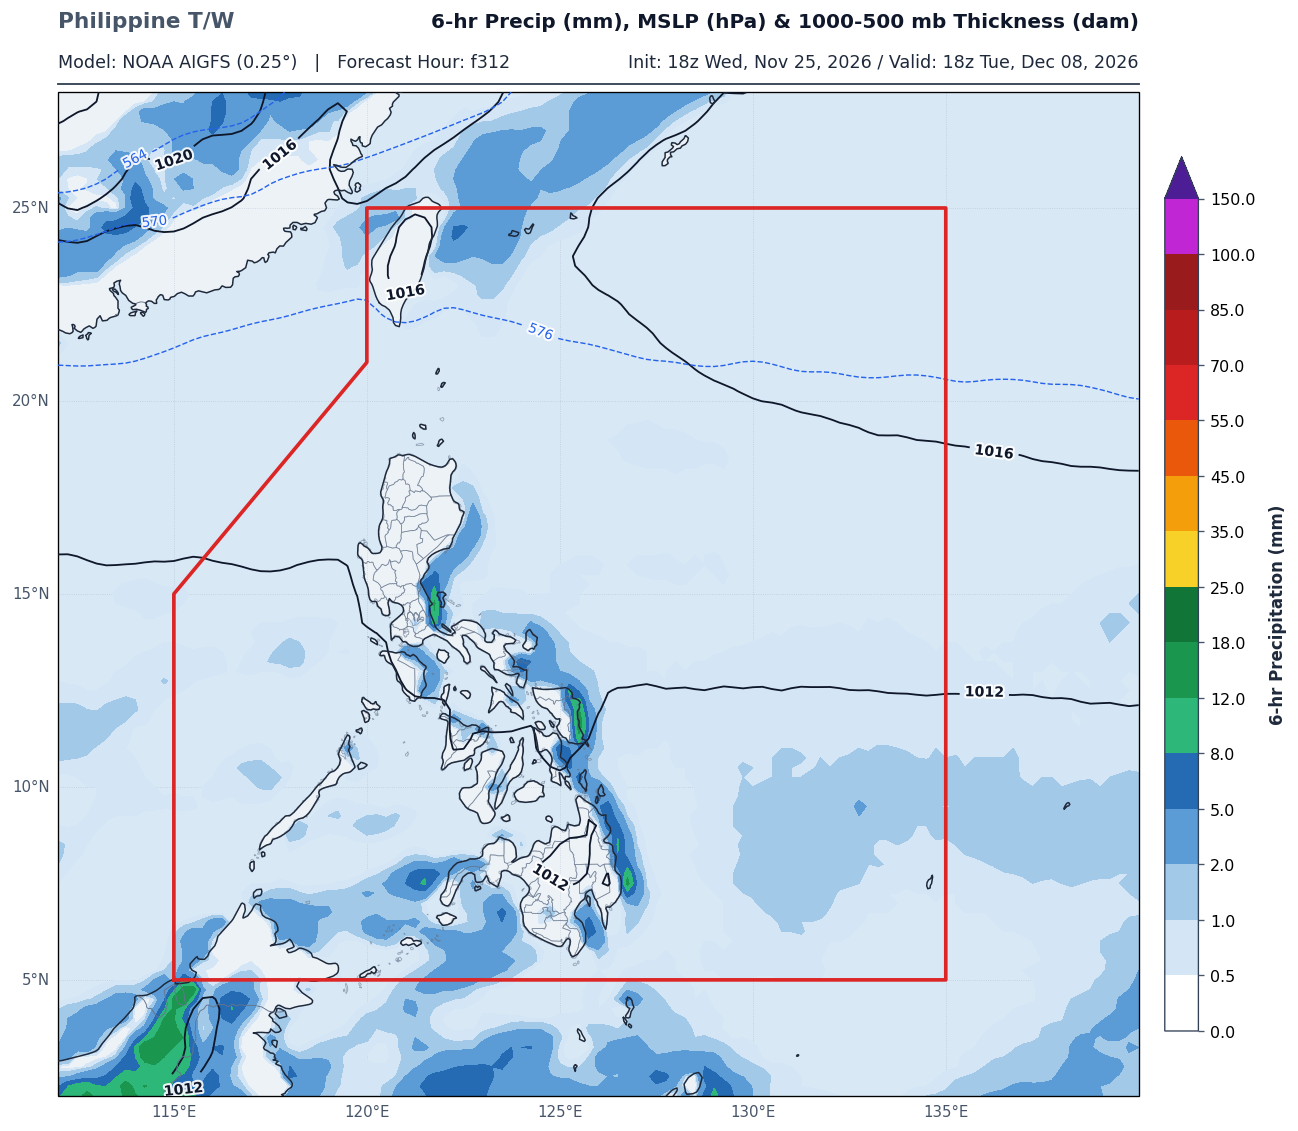 Philippine T/W
6-hr Precip (mm), MSLP (hPa) & 1000-500 mb Thickness (dam)
Model: NOAA AIGFS (0.25°) | Forecast Hour: f312
Init: 18z Wed, Nov 25, 2026 / Valid: 18z Tue, Dec 08, 2026
564
1020
1016
570
1016
576
1016
1012
1012
1012
25°N
20°N
15°N
10°N
5°N
115°E
120°E
125°E
130°E
135°E
150.0
100.0
85.0
70.0
55.0
45.0
35.0
25.0
18.0
12.0
8.0
5.0
2.0
1.0
0.5
0.0
6-hr Precipitation (mm)